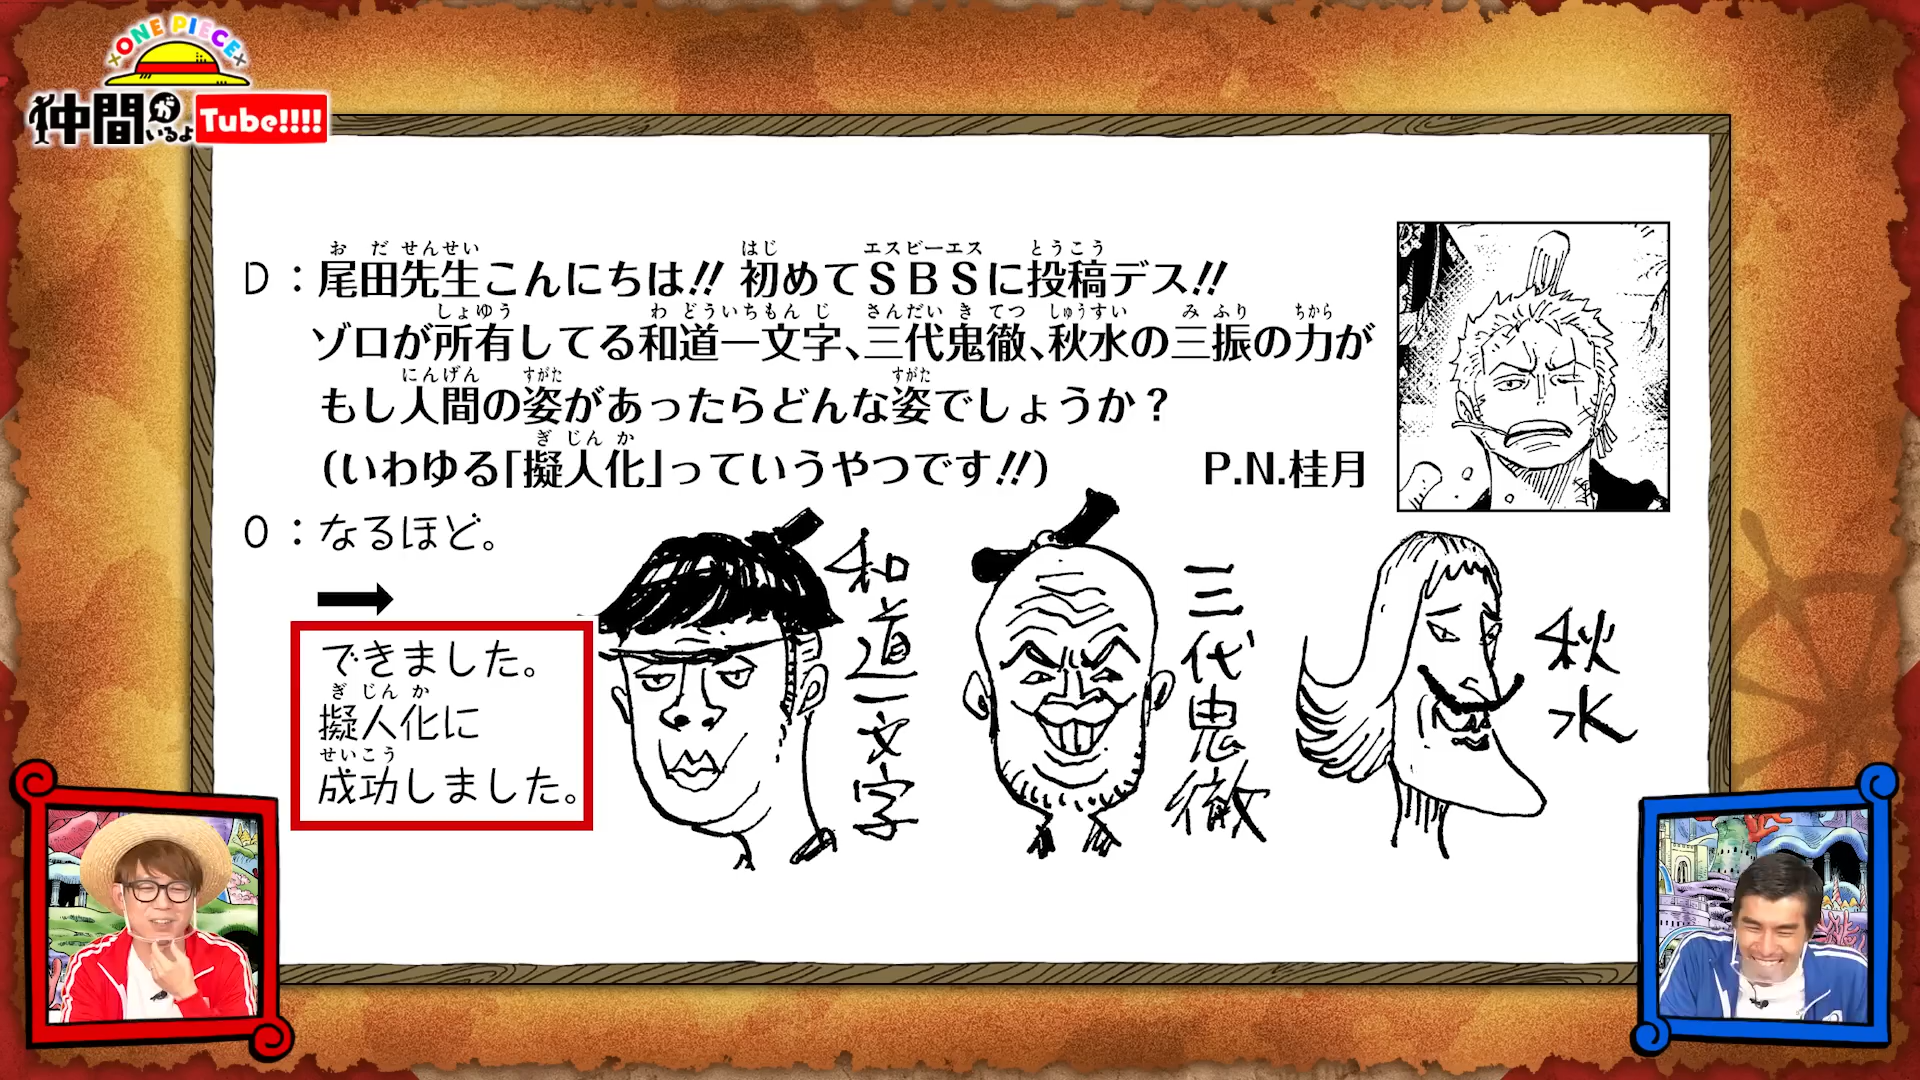 ONE PIECE
仲間がいるよTube!!!!
D：尾田先生こんにちは!! 初めてＳＢＳに投稿デス!!
ゾロが所有してる和道一文字、三代鬼徹、秋水の三振の力が
もし人間の姿があったらどんな姿でしょうか？
(いわゆる「擬人化」っていうやつです!!) P.N.桂月
O：なるほど。
できました。
擬人化に
成功しました。
和道一文字
三代鬼徹
秋水